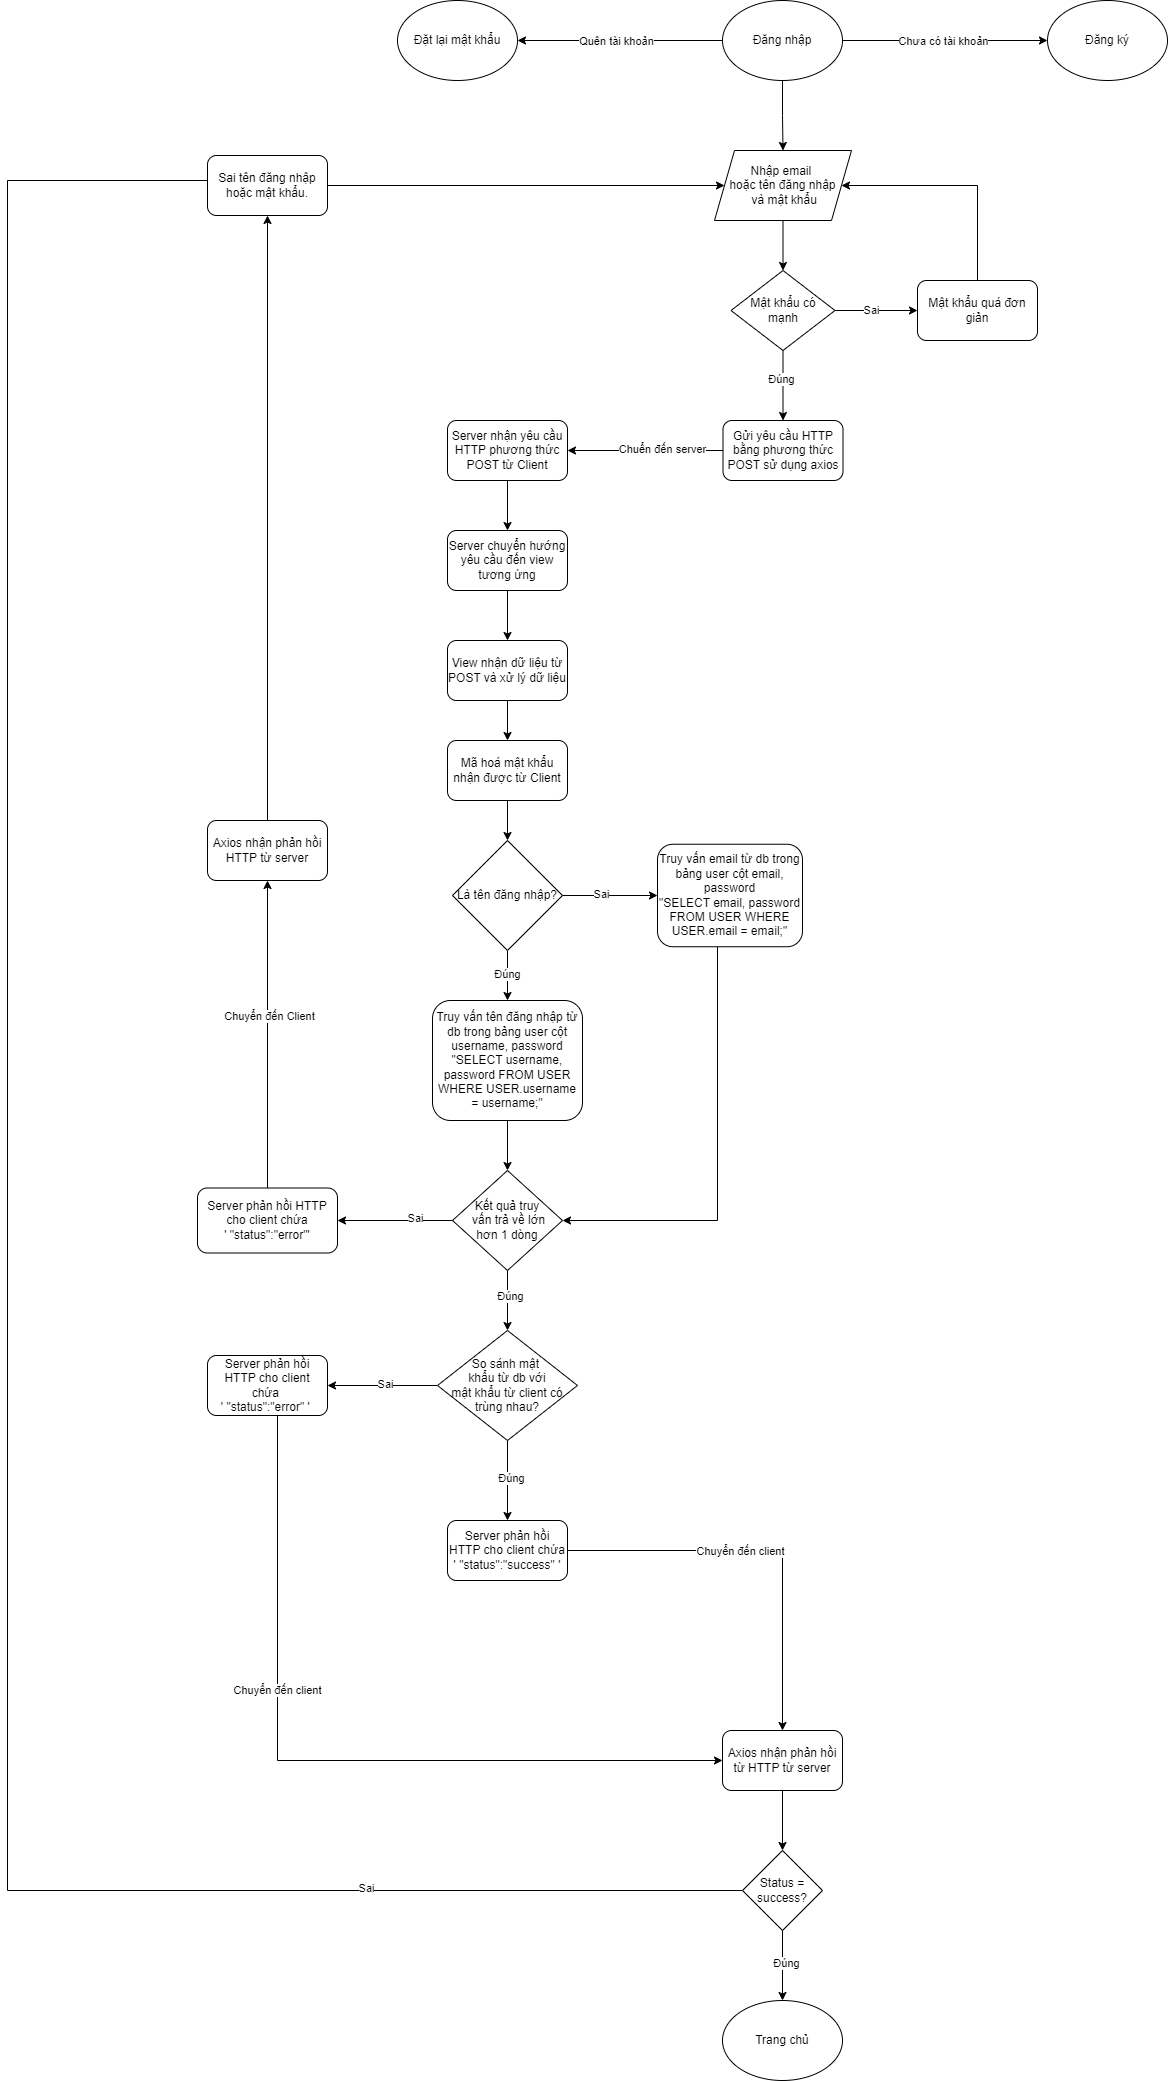 Đặt lại mật khẩu
Quên tài khoản
Đăng nhập
Chưa có tài khoản
Đăng ký
Sai tên đăng nhập
hoặc mật khẩu.
Nhập email
hoặc tên đăng nhập
và mật khẩu
Mật khẩu có
mạnh
Sai
Mật khẩu quá đơn
giản
Đúng
Server nhận yêu cầu
HTTP phương thức
POST từ Client
Chuển đến server
Gửi yêu cầu HTTP
bằng phương thức
POST sử dụng axios
Server chuyển hướng
yêu cầu đến view
tương ứng
View nhận dữ liệu từ
POST và xử lý dữ liệu
Mã hoá mật khẩu
nhận được từ Client
Axios nhận phản hồi
HTTP từ server
Là tên đăng nhập?
Sai
Truy vấn email từ db trong
bảng user cột email,
password
"SELECT email, password
FROM USER WHERE
USER.email = email;"
Đúng
Chuyển đến Client
Truy vấn tên đăng nhập từ
db trong bảng user cột
username, password
"SELECT username,
password FROM USER
WHERE USER.username
= username;"
Server phản hồi HTTP
cho client chứa
' "status":"error"'
Sai
Kết quả truy
vấn trả về lớn
hơn 1 dòng
Đúng
Server phản hồi
HTTP cho client
chứa
' "status":"error" '
Sai
So sánh mật
khẩu từ db với
mật khẩu từ client có
trùng nhau?
Đúng
Server phản hồi
HTTP cho client chứa
' "status":"success" '
Chuyển đến client
Chuyển đến client
Axios nhận phản hồi
từ HTTP từ server
Sai
Status =
success?
Đúng
Trang chủ